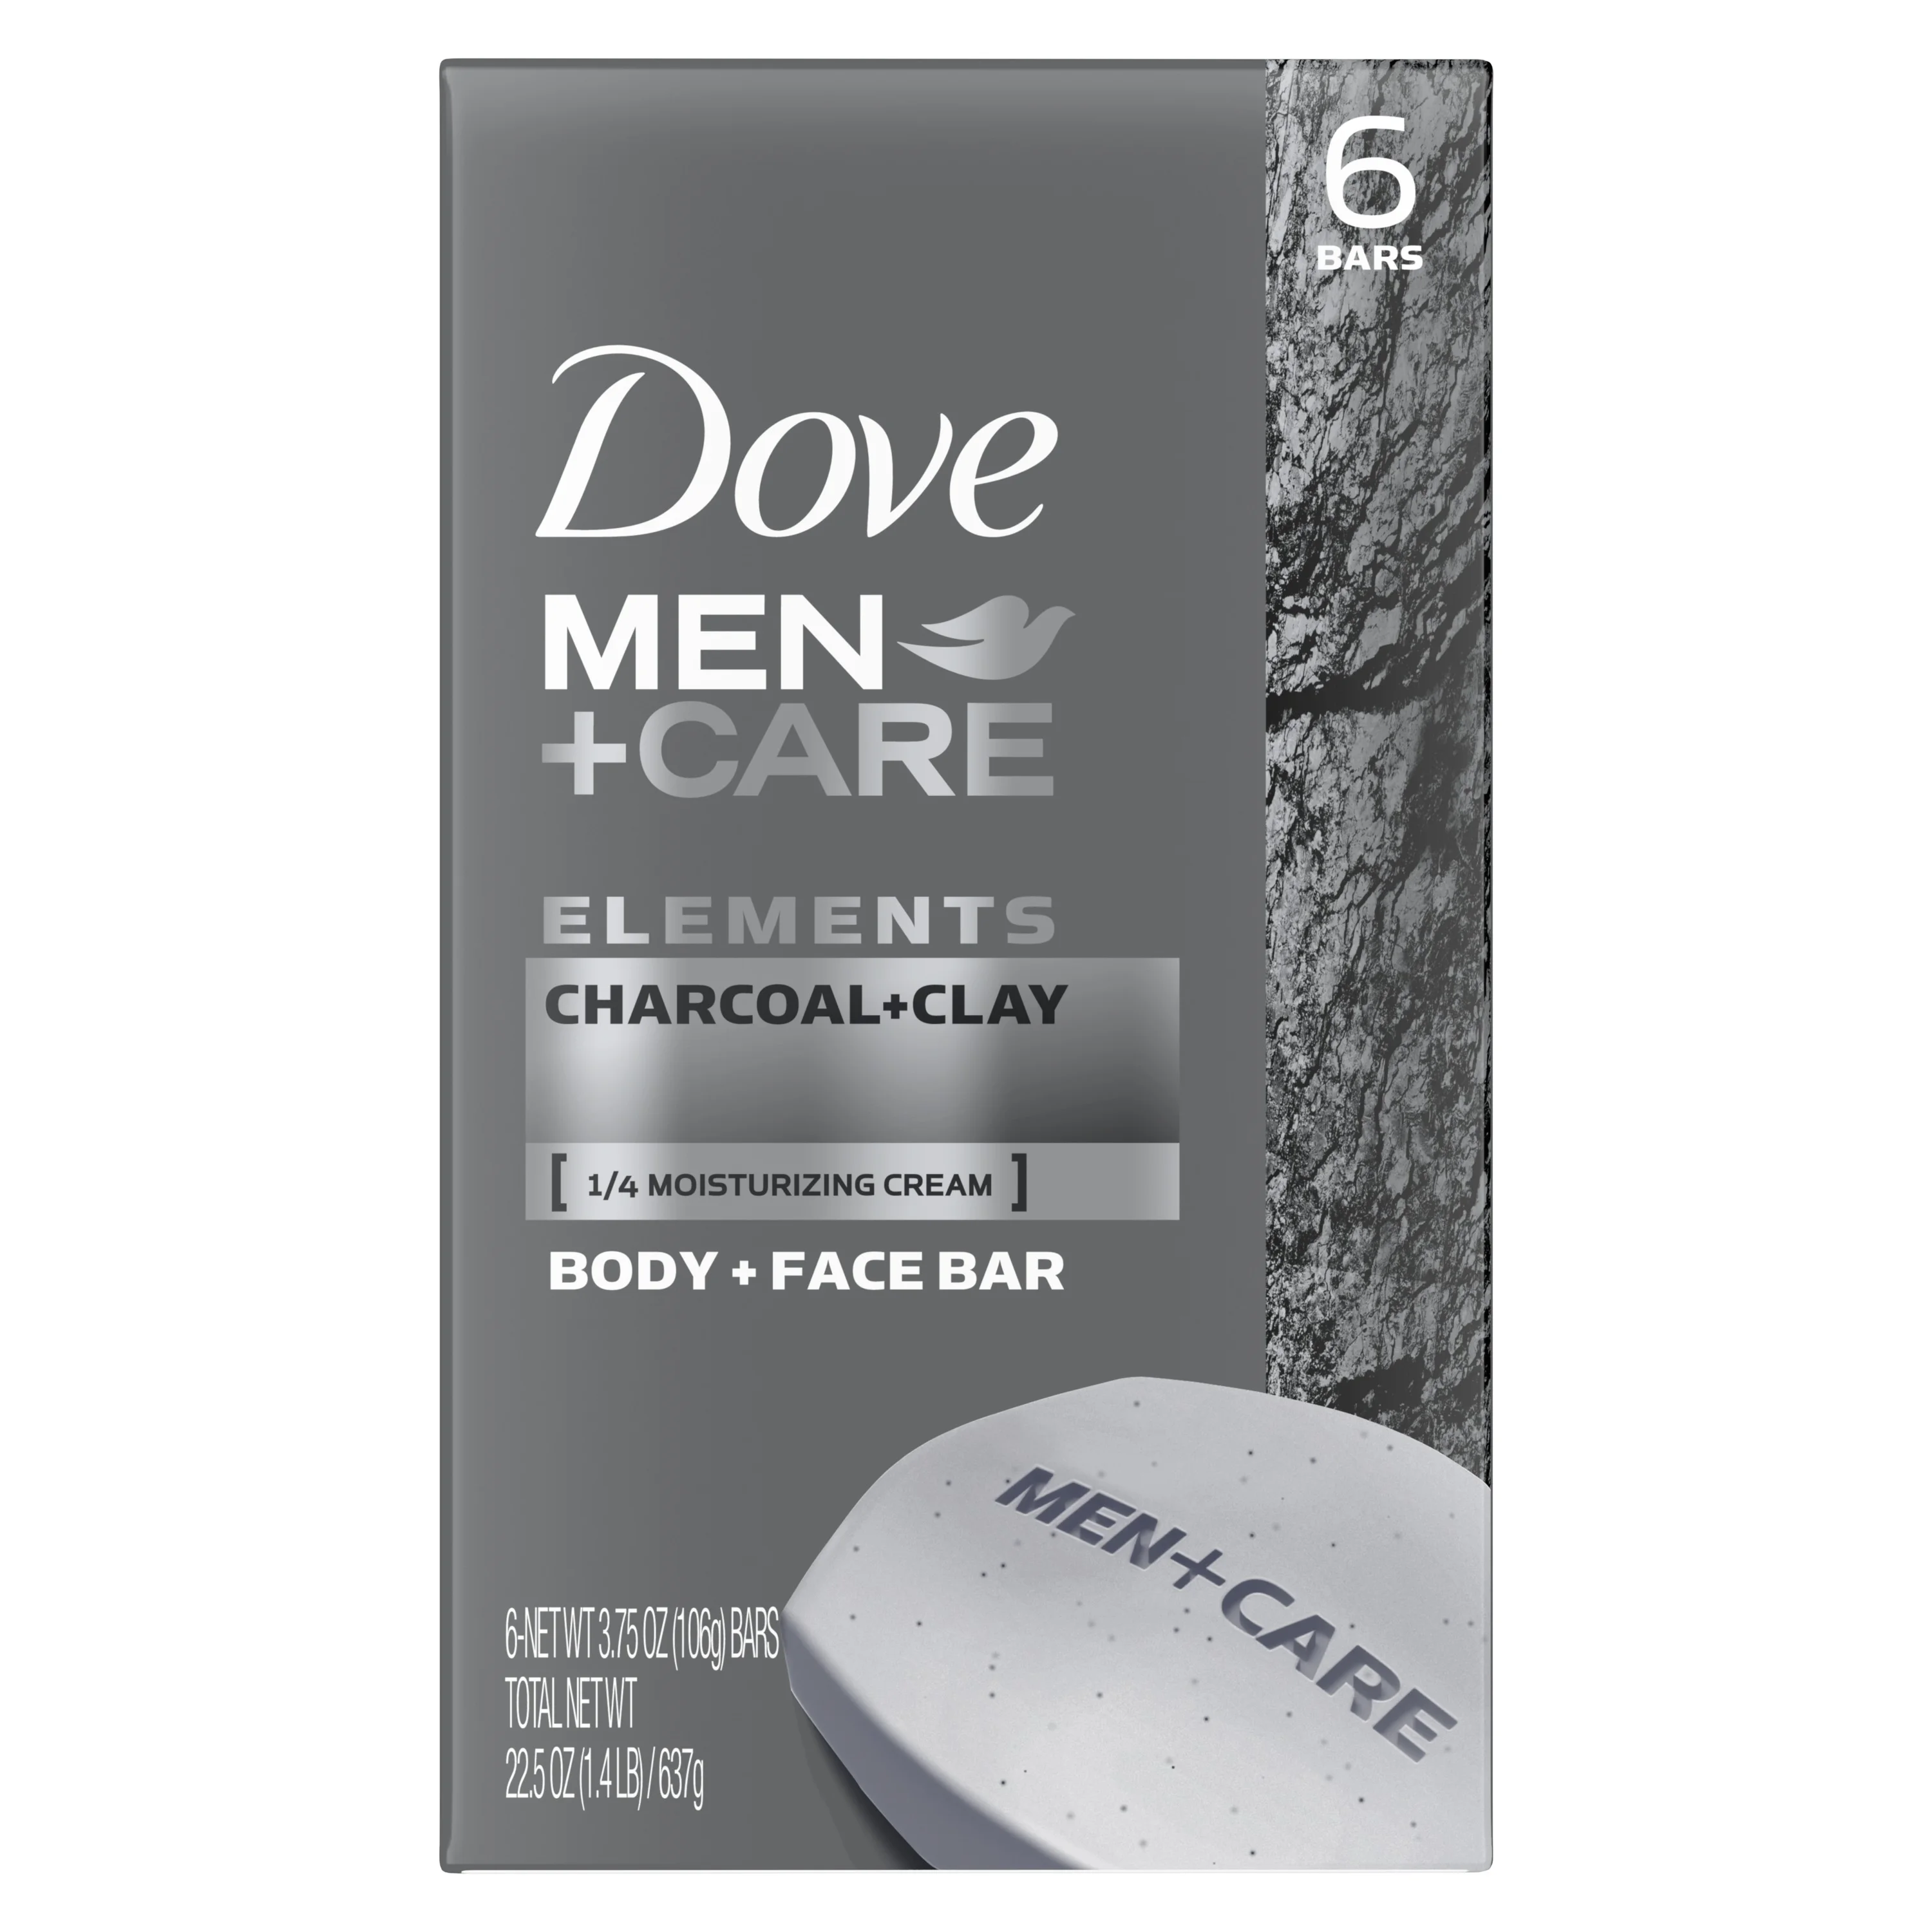 6
BARS
Dove
MEN
+CARE
ELEMENTS
CHARCOAL+CLAY
[ 1/4 MOISTURIZING CREAM ]
BODY + FACE BAR
MEN+CARE
6-NET WT 3.75 OZ (106g) BARS
TOTAL NET WT
22.5 OZ (1.4 LB) / 637g